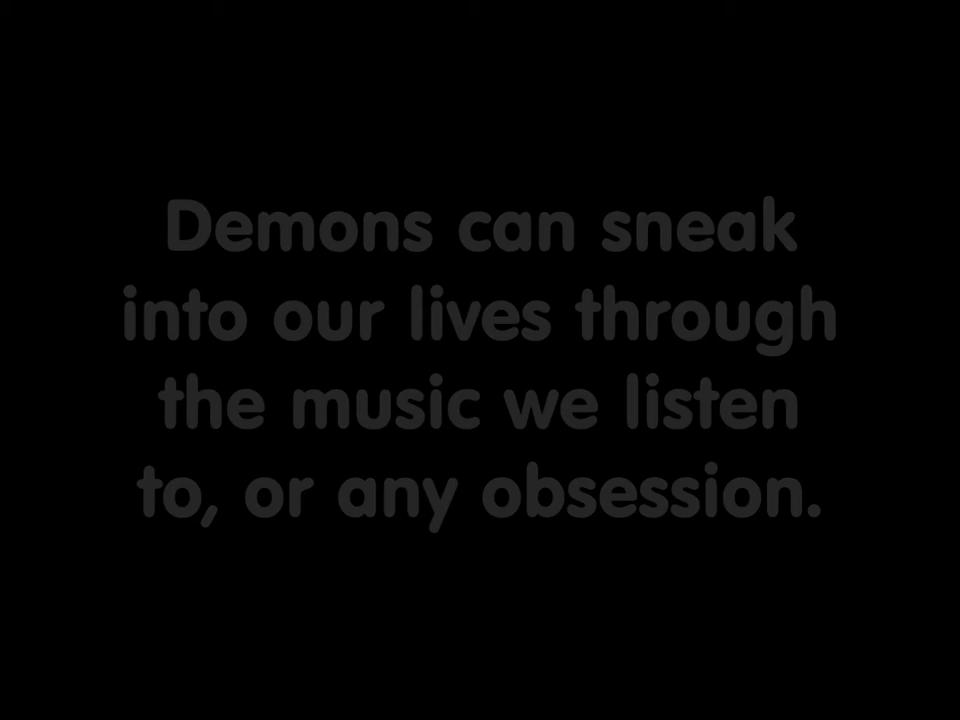 Demons can sneak
into our lives through
the music we listen
to, or any obsession.